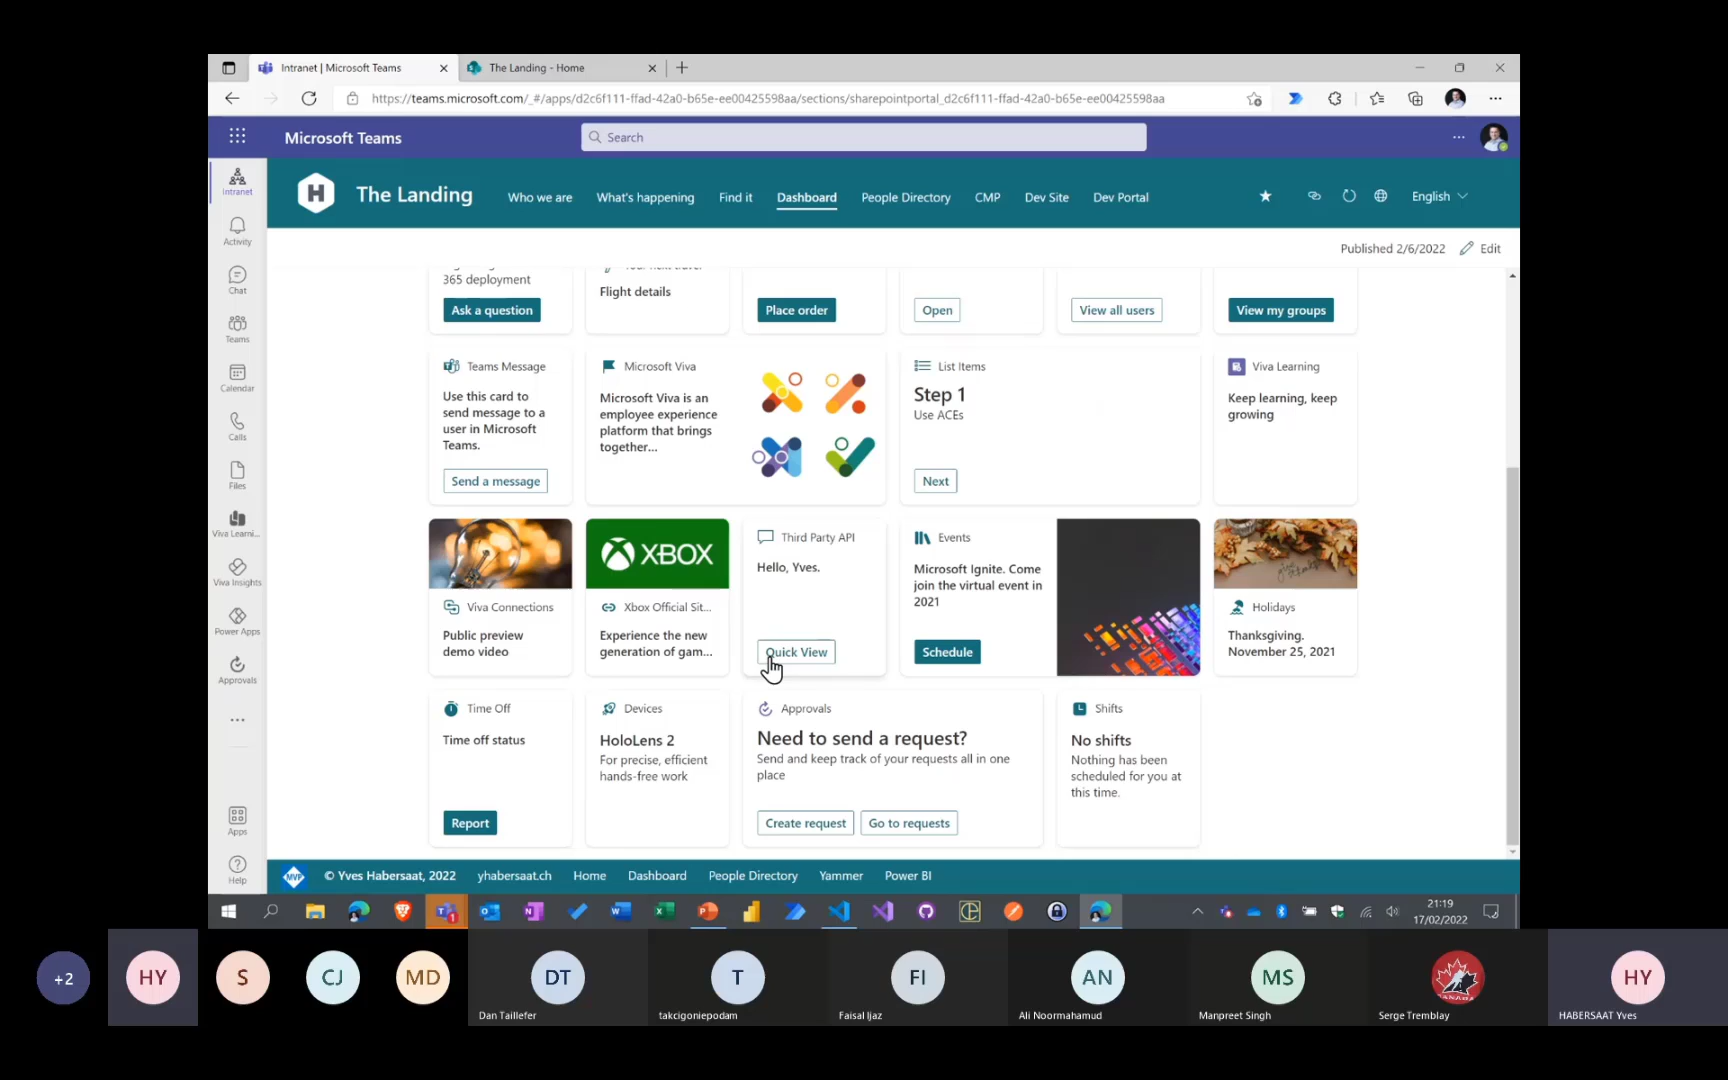 Intranet | Microsoft Teams
The Landing - Home
https://teams.microsoft.com/_#/apps/d2c6f111-ffad-42a0-b65e-ee00425598aa/sections/sharepointportal_d2c6f111-ffad-42a0-b65e-ee00425598aa
Microsoft Teams
Search
Intranet
Activity
Chat
Teams
Calendar
Calls
Files
Viva Learni...
Viva Insights
Power Apps
Approvals
Apps
Help
H
The Landing
Who we are
What's happening
Find it
Dashboard
People Directory
CMP
Dev Site
Dev Portal
English
Published 2/6/2022
Edit
365 deployment
Ask a question
Flight details
Place order
Open
View all users
View my groups
Teams Message
Use this card to
send message to a
user in Microsoft
Teams.
Send a message
Microsoft Viva
Microsoft Viva is an
employee experience
platform that brings
together...
List Items
Step 1
Use ACEs
Next
Viva Learning
Keep learning, keep
growing
Viva Connections
Public preview
demo video
XBOX
Xbox Official Sit...
Experience the new
generation of gam...
Third Party API
Hello, Yves.
Quick View
Events
Microsoft Ignite. Come
join the virtual event in
2021
Schedule
Holidays
Thanksgiving.
November 25, 2021
Time Off
Time off status
Report
Devices
HoloLens 2
For precise, efficient
hands-free work
Approvals
Need to send a request?
Send and keep track of your requests all in one
place
Create request
Go to requests
Shifts
No shifts
Nothing has been
scheduled for you at
this time.
MVP
© Yves Habersaat, 2022
yhabersaat.ch
Home
Dashboard
People Directory
Yammer
Power BI
21:19
17/02/2022
+2
HY
S
CJ
MD
DT
Dan Taillefer
T
takcigoniepodam
FI
Faisal Ijaz
AN
Ali Noormahamud
MS
Manpreet Singh
CANADA
Serge Tremblay
HY
HABERSAAT Yves